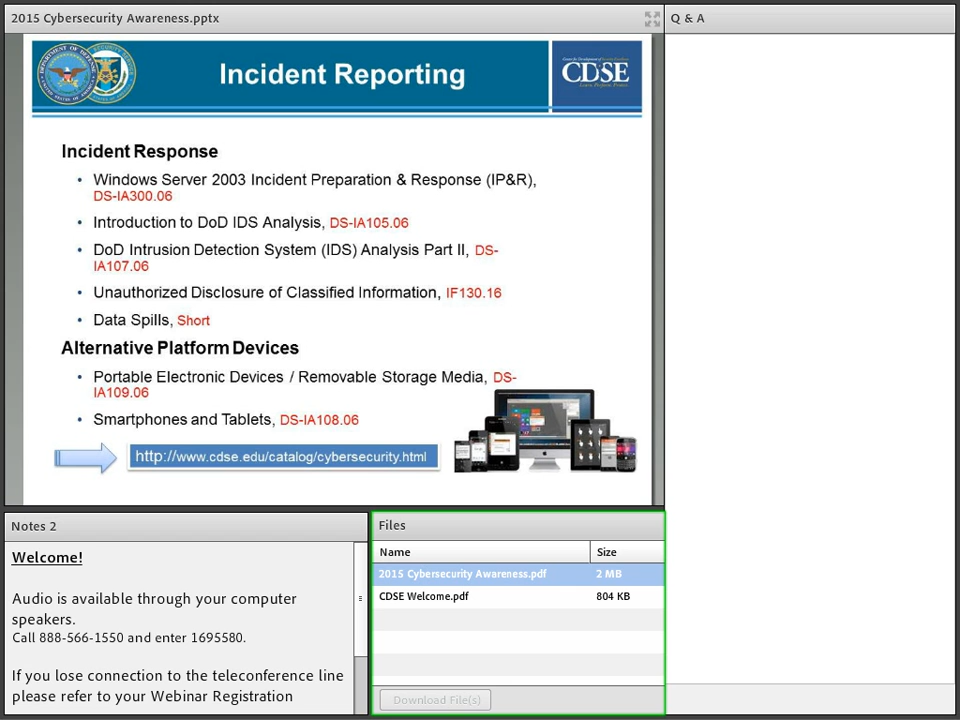 2015 Cybersecurity Awareness.pptx
Q & A
Incident Reporting
CDSE
Incident Response
• Windows Server 2003 Incident Preparation & Response (IP&R),
DS-IA300.06
• Introduction to DoD IDS Analysis, DS-IA105.06
• DoD Intrusion Detection System (IDS) Analysis Part II, DS-
IA107.06
• Unauthorized Disclosure of Classified Information, IF130.16
• Data Spills, Short
Alternative Platform Devices
• Portable Electronic Devices / Removable Storage Media, DS-
IA109.06
• Smartphones and Tablets, DS-IA108.06
http://www.cdse.edu/catalog/cybersecurity.html
Notes 2
Welcome!
Audio is available through your computer
speakers.
Call 888-566-1550 and enter 1695580.
If you lose connection to the teleconference line
please refer to your Webinar Registration
Files
Name Size
2015 Cybersecurity Awareness.pdf 2 MB
CDSE Welcome.pdf 804 KB
Download File(s)